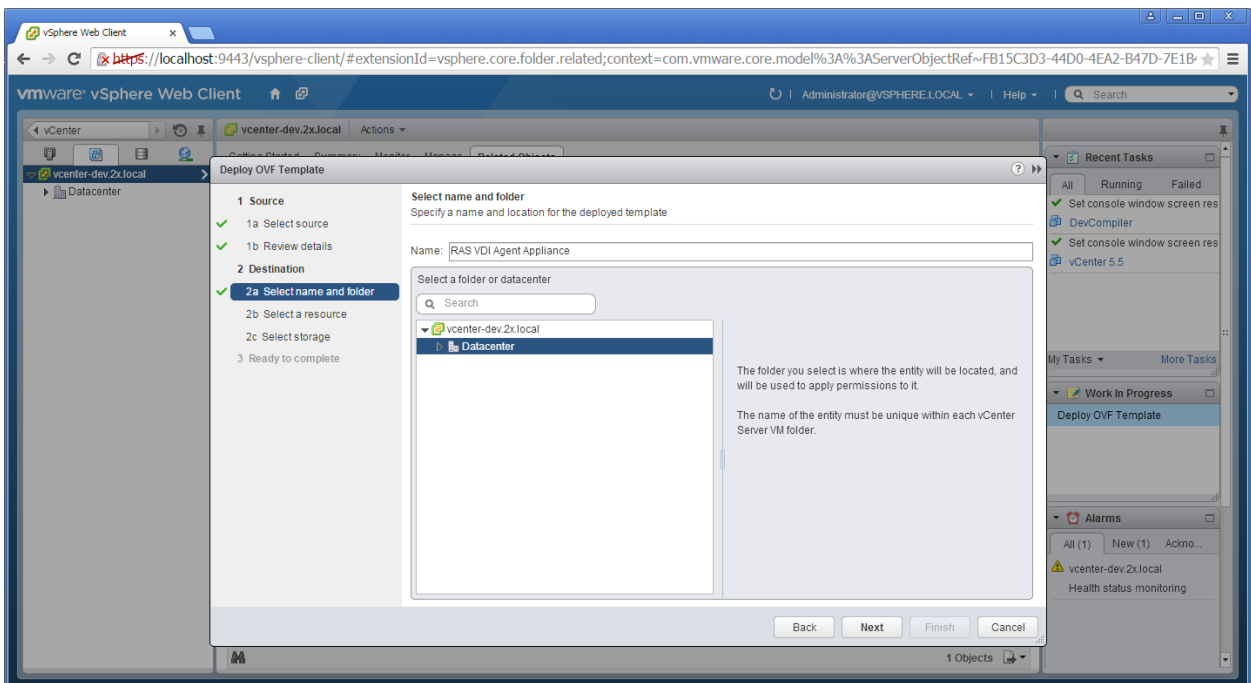 vSphere Web Client
https://localhost:9443/vsphere-client/#extensionId=vsphere.core.folder.related;context=com.vmware.core.model%3A%3AServerObjectRef~FB15C3D3-44D0-4EA2-B47D-7E1B
vmware® vSphere Web Client
Administrator@VSPHERE.LOCAL
Help
Search
vCenter
vcenter-dev.2x.local
Actions
Getting Started Summary Monitor Manage Related Objects
vcenter-dev.2x.local
Datacenter
Deploy OVF Template
1 Source
1a Select source
1b Review details
2 Destination
2a Select name and folder
2b Select a resource
2c Select storage
3 Ready to complete
Select name and folder
Specify a name and location for the deployed template
Name: RAS VDI Agent Appliance
Select a folder or datacenter
Search
vcenter-dev.2x.local
Datacenter
The folder you select is where the entity will be located, and
will be used to apply permissions to it.
The name of the entity must be unique within each vCenter
Server VM folder.
Back Next Finish Cancel
1 Objects
Recent Tasks
All Running Failed
Set console window screen res
DevCompiler
Set console window screen res
vCenter 5.5
My Tasks More Tasks
Work In Progress
Deploy OVF Template
Alarms
All (1) New (1) Ackno...
vcenter-dev.2x.local
Health status monitoring